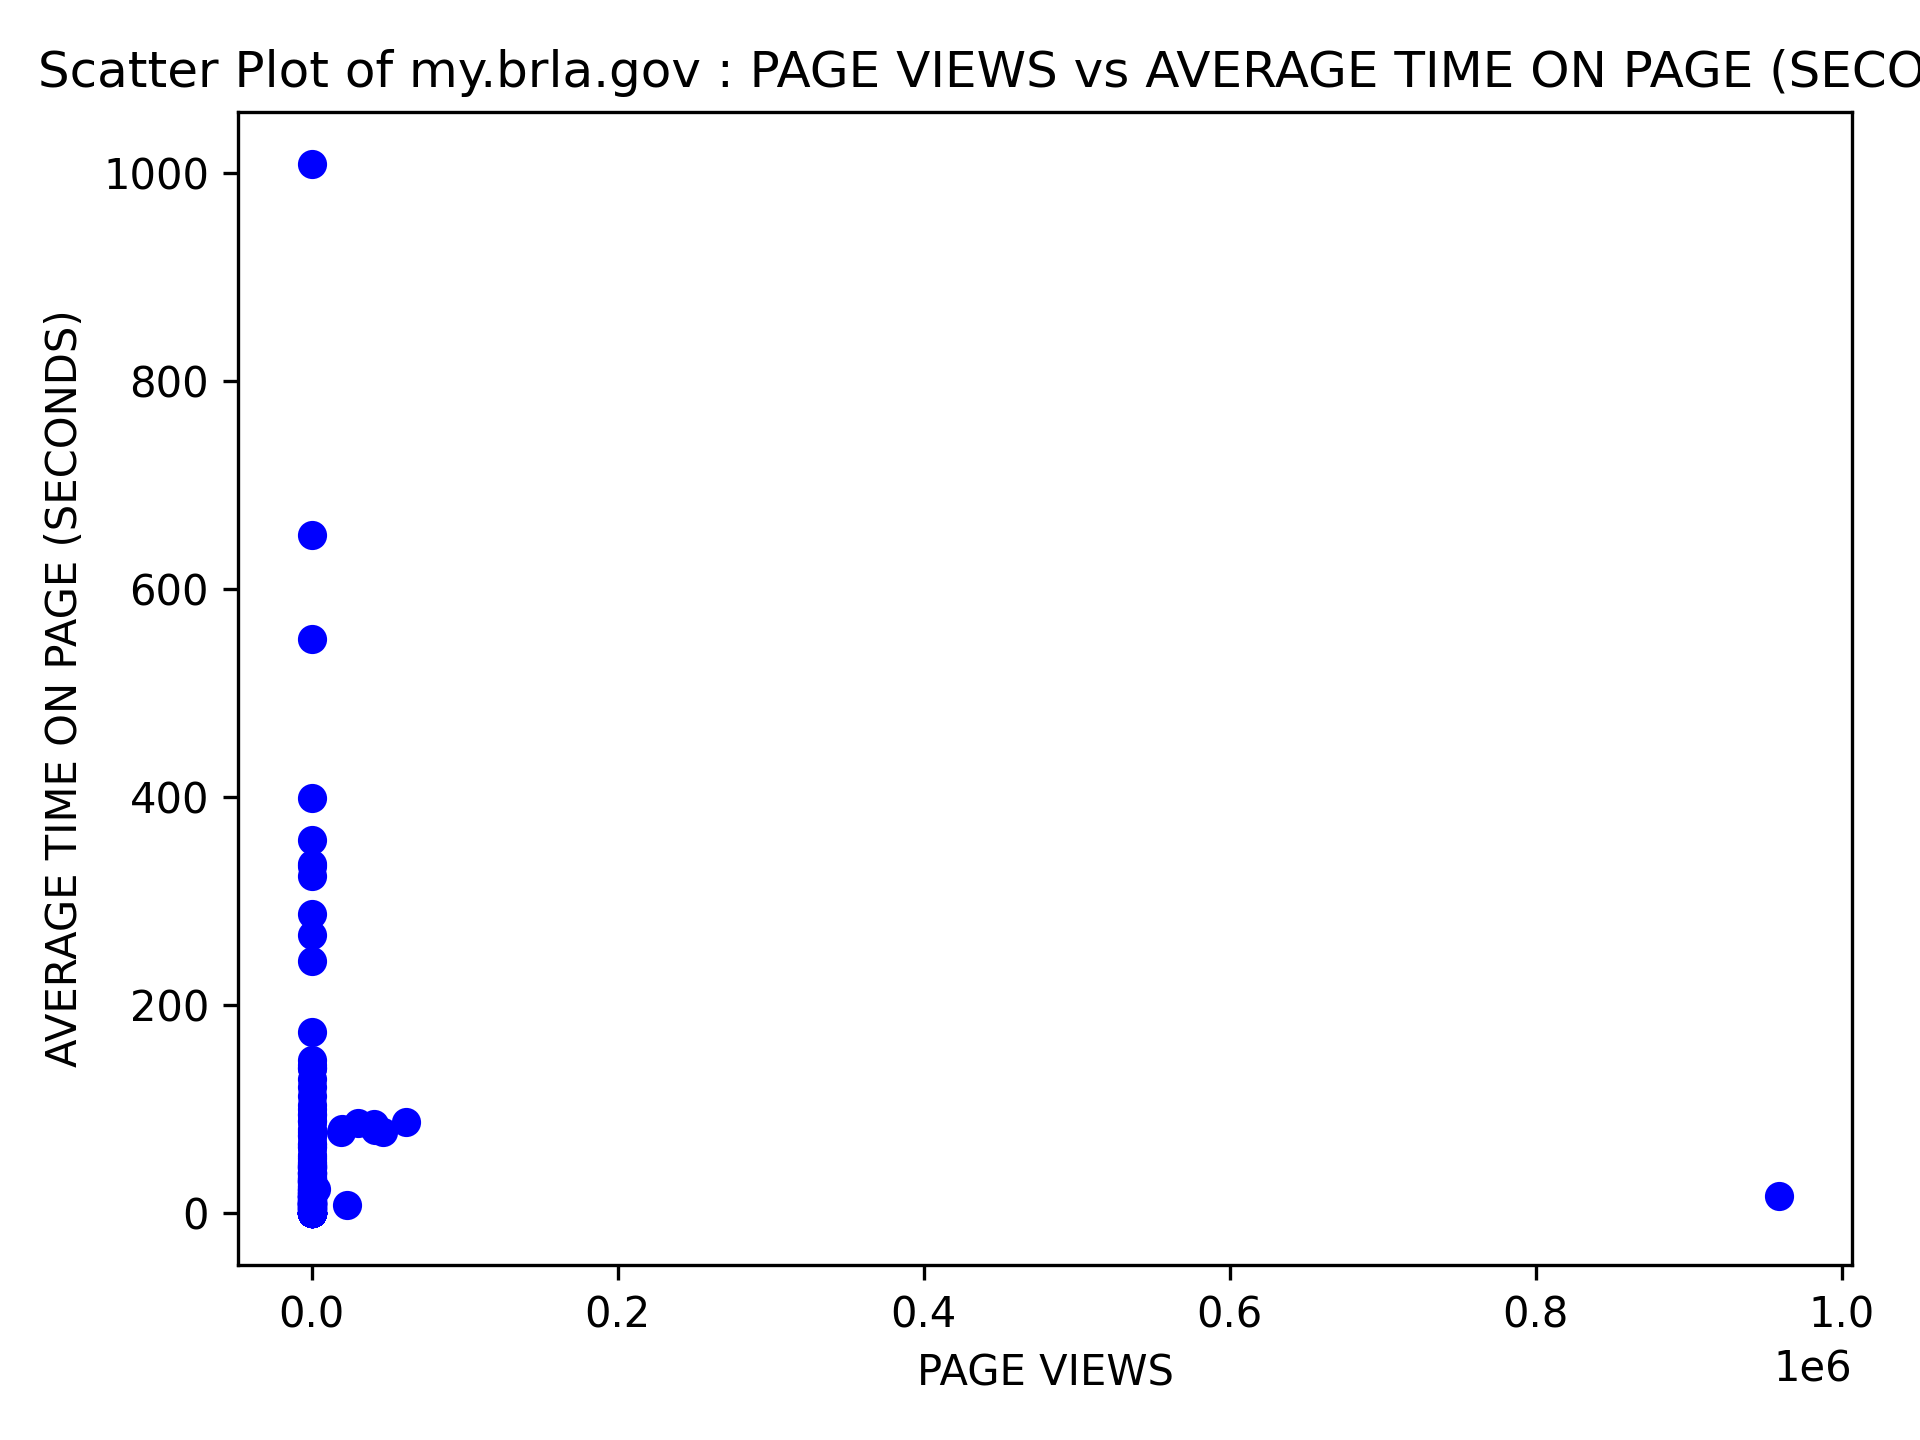 Scatter Plot of my.brla.gov : PAGE VIEWS vs AVERAGE TIME ON PAGE (SECO
AVERAGE TIME ON PAGE (SECONDS)
1000
800
600
400
200
0
0.0 0.2 0.4 0.6 0.8 1.0
1e6
PAGE VIEWS